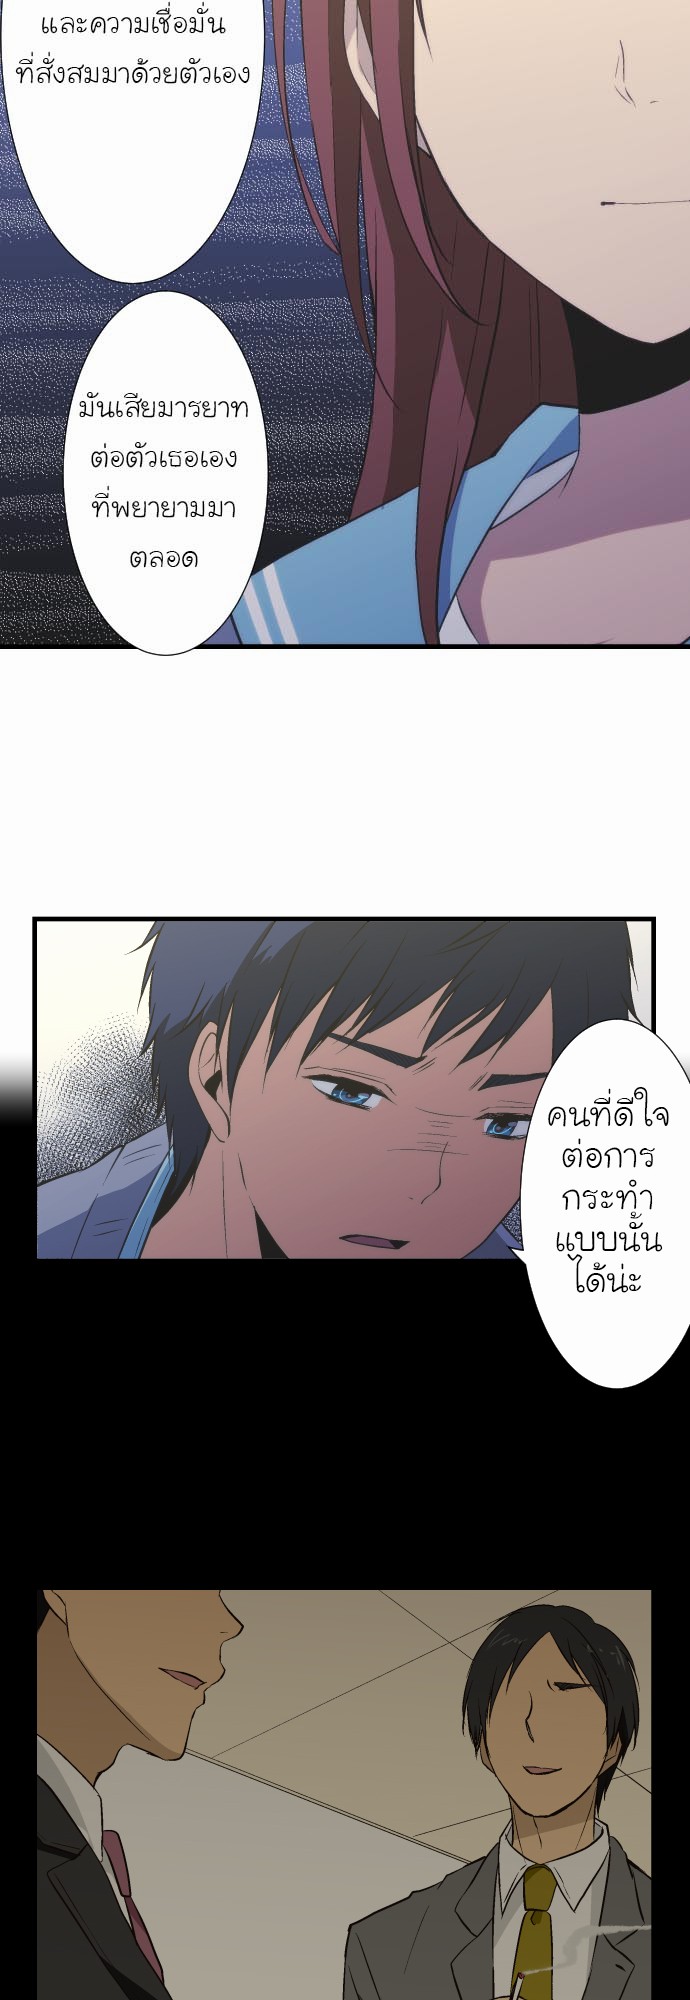 และความเชื่อมั่น
ที่สั่งสมมาด้วยตัวเอง
มันเสียมารยาท
ต่อตัวเธอเอง
ที่พยายามมา
ตลอด
คนที่ดีใจ
ต่อการ
กระทำ
แบบนั้น
ได้น่ะ